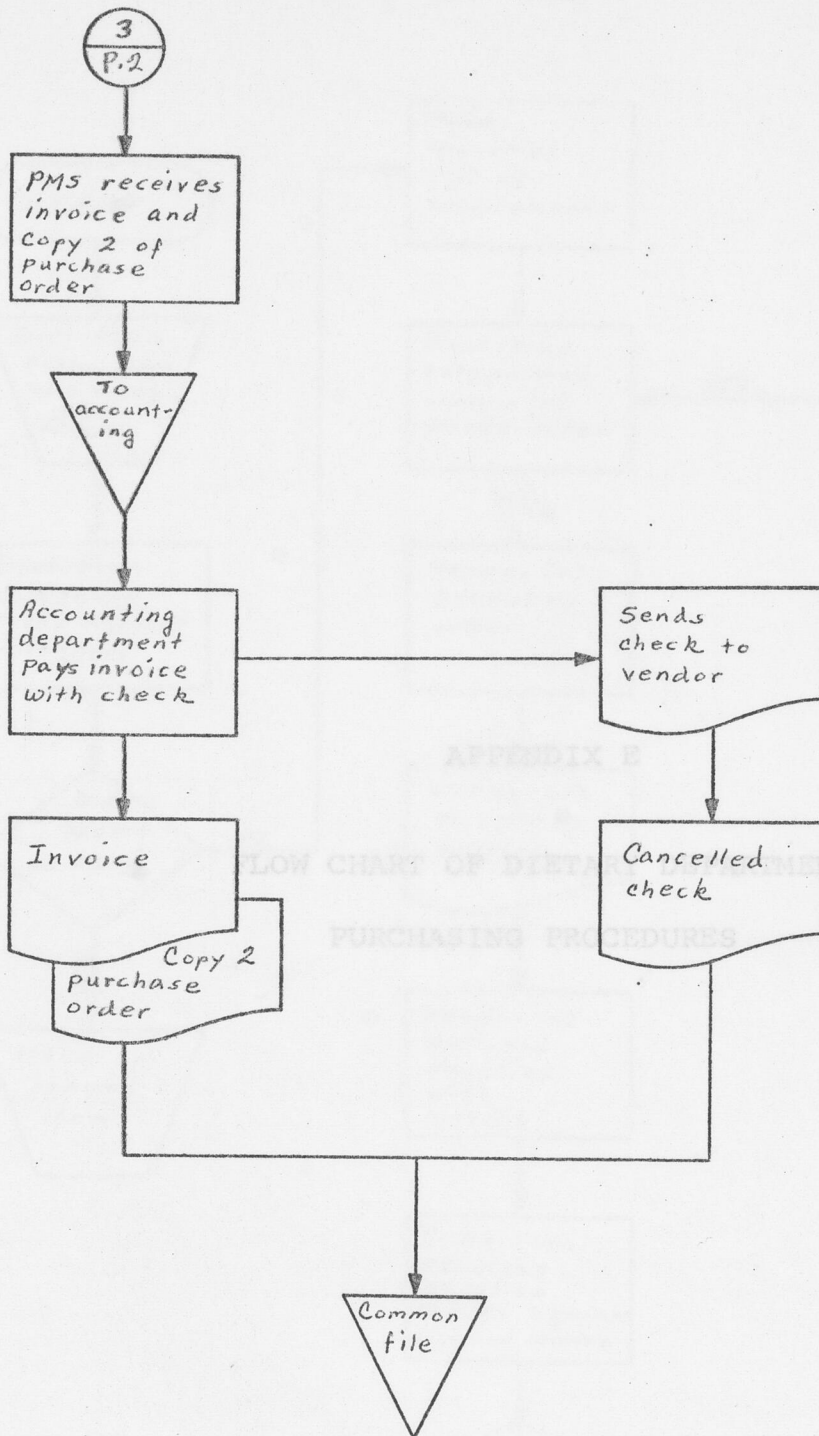 3
P.2
PMS receives
invoice and
Copy 2 of
purchase
order
To
account-
ing
Accounting
department
pays invoice
with check
Sends
check to
vendor
APPENDIX E
Invoice
Cancelled
check
FLOW CHART OF DIETARY DEPARTMEN
PURCHASING PROCEDURES
Copy 2
purchase
order
Common
file